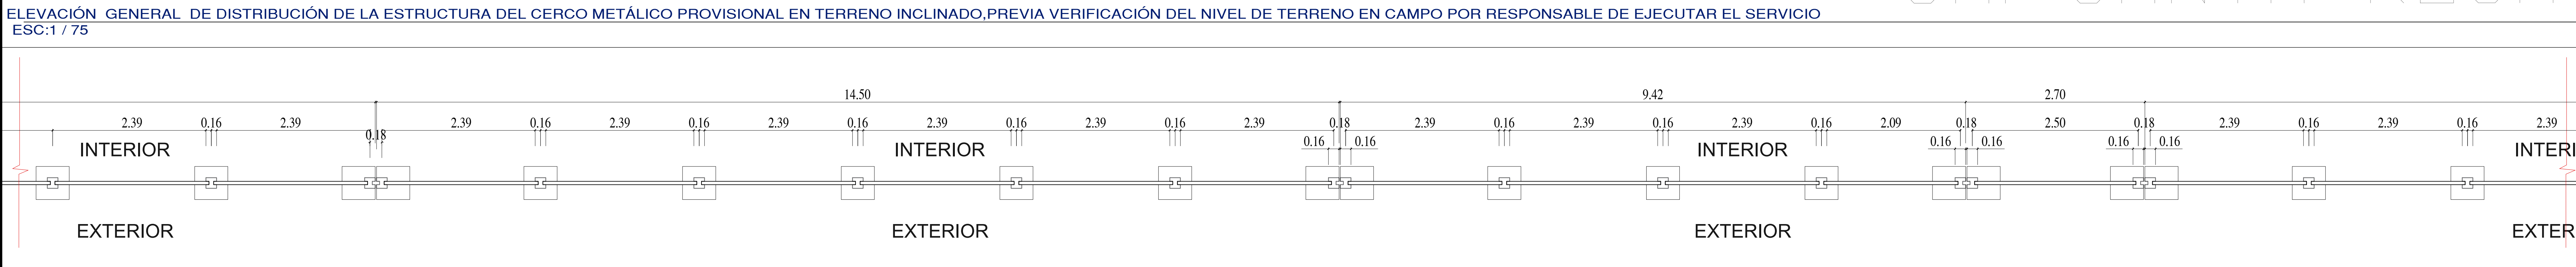 ELEVACIÓN GENERAL DE DISTRIBUCIÓN DE LA ESTRUCTURA DEL CERCO METÁLICO PROVISIONAL EN TERRENO INCLINADO,PREVIA VERIFICACIÓN DEL NIVEL DE TERRENO EN CAMPO POR RESPONSABLE DE EJECUTAR EL SERVICIO
ESC:1 / 75
14.50 9.42 2.70
2.39 0.16 2.39 0.18 2.39 0.16 2.39 0.16 2.39 0.16 2.39 0.16 2.39 0.16 2.39 0.18 2.39 0.16 2.39 0.16 2.39 0.16 2.09 0.18 2.50 0.18 2.39 0.16 2.39 0.16 2.39
0.16 0.16 0.16 0.16 0.16 0.16
INTERIOR INTERIOR INTERIOR INTERI
EXTERIOR EXTERIOR EXTERIOR EXTER